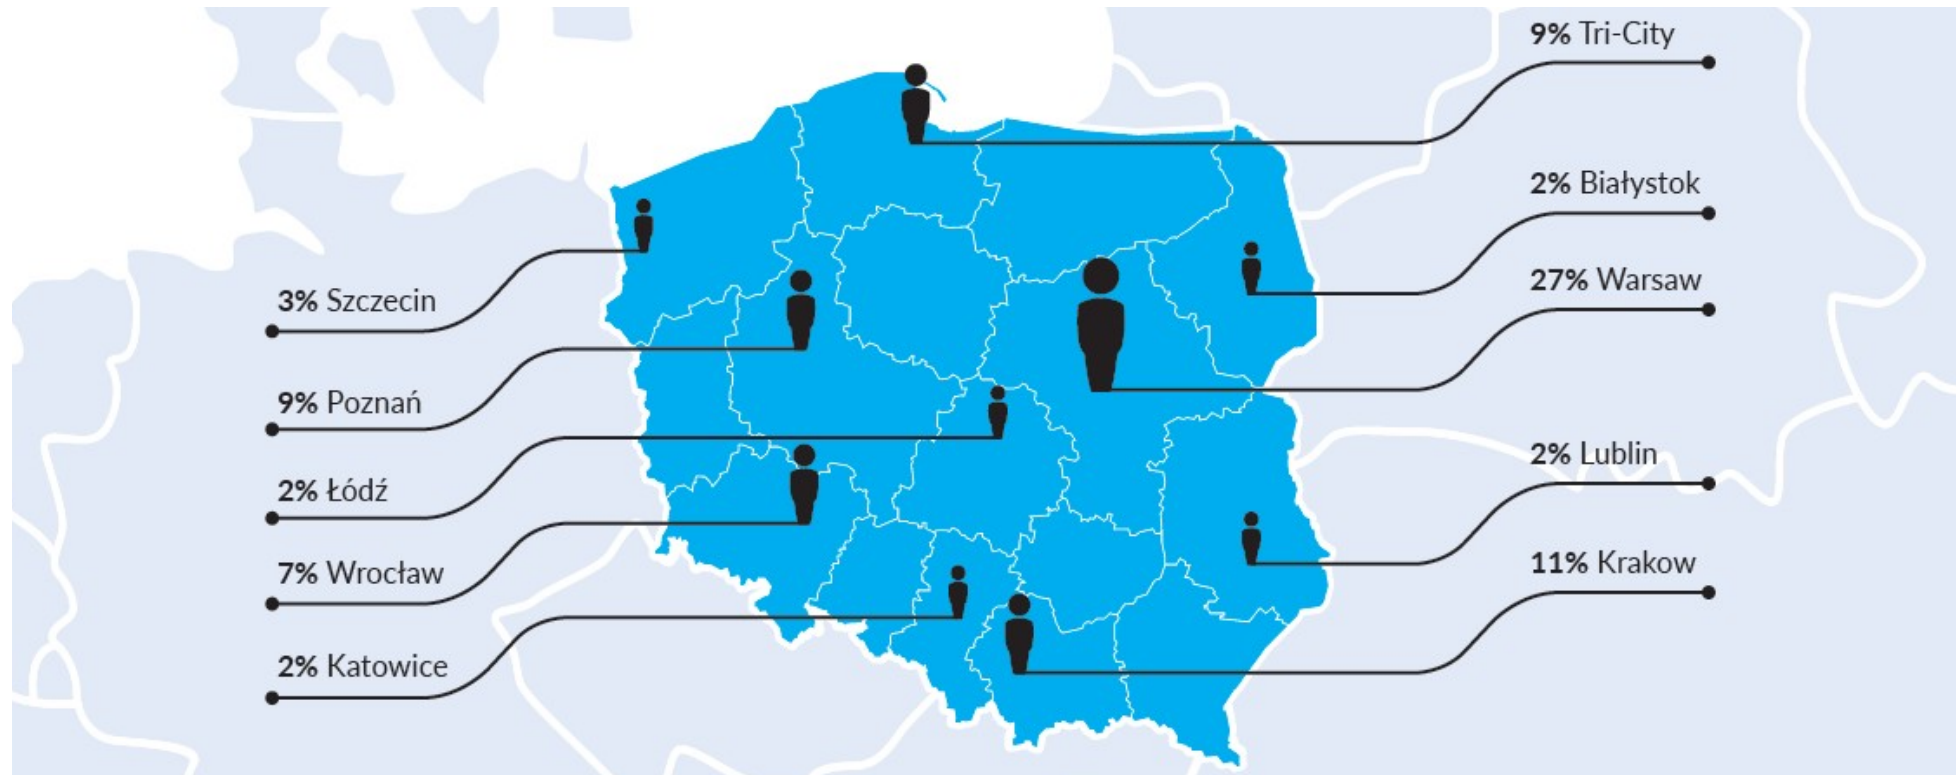 9% Tri-City
2% Białystok
27% Warsaw
2% Lublin
11% Krakow
3% Szczecin
9% Poznań
2% Łódź
7% Wrocław
2% Katowice